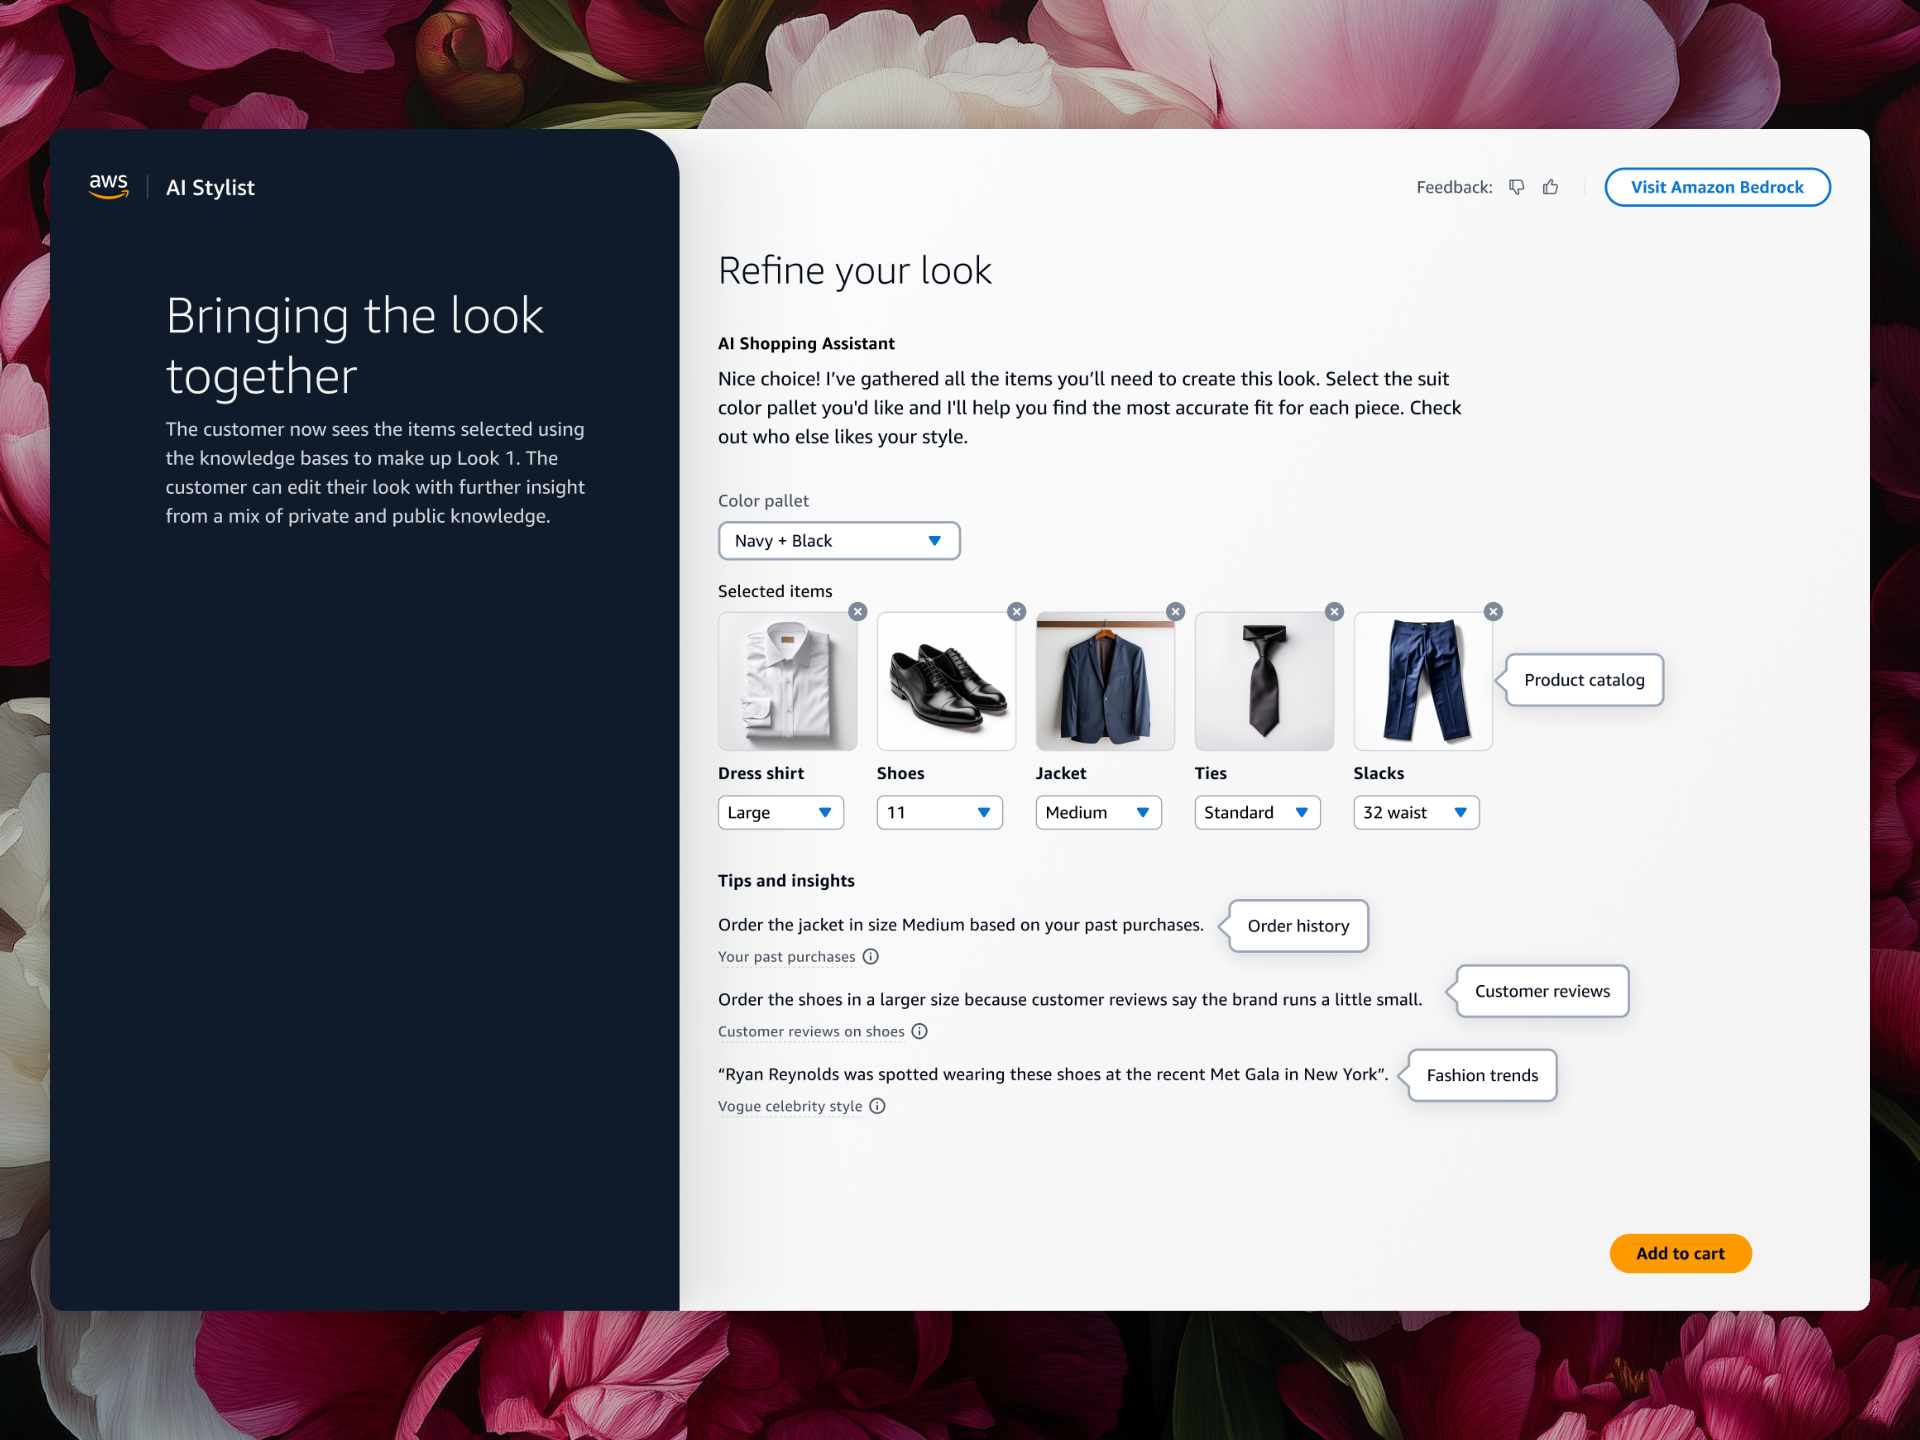 aws
AI Stylist
Bringing the look
together
The customer now sees the items selected using
the knowledge bases to make up Look 1. The
customer can edit their look with further insight
from a mix of private and public knowledge.
Feedback:
Visit Amazon Bedrock
Refine your look
AI Shopping Assistant
Nice choice! I’ve gathered all the items you’ll need to create this look. Select the suit
color pallet you'd like and I'll help you find the most accurate fit for each piece. Check
out who else likes your style.
Color pallet
Navy + Black
Selected items
Product catalog
Dress shirt
Shoes
Jacket
Ties
Slacks
Large
11
Medium
Standard
32 waist
Tips and insights
Order the jacket in size Medium based on your past purchases.
Order history
Your past purchases
Order the shoes in a larger size because customer reviews say the brand runs a little small.
Customer reviews
Customer reviews on shoes
“Ryan Reynolds was spotted wearing these shoes at the recent Met Gala in New York”.
Fashion trends
Vogue celebrity style
Add to cart